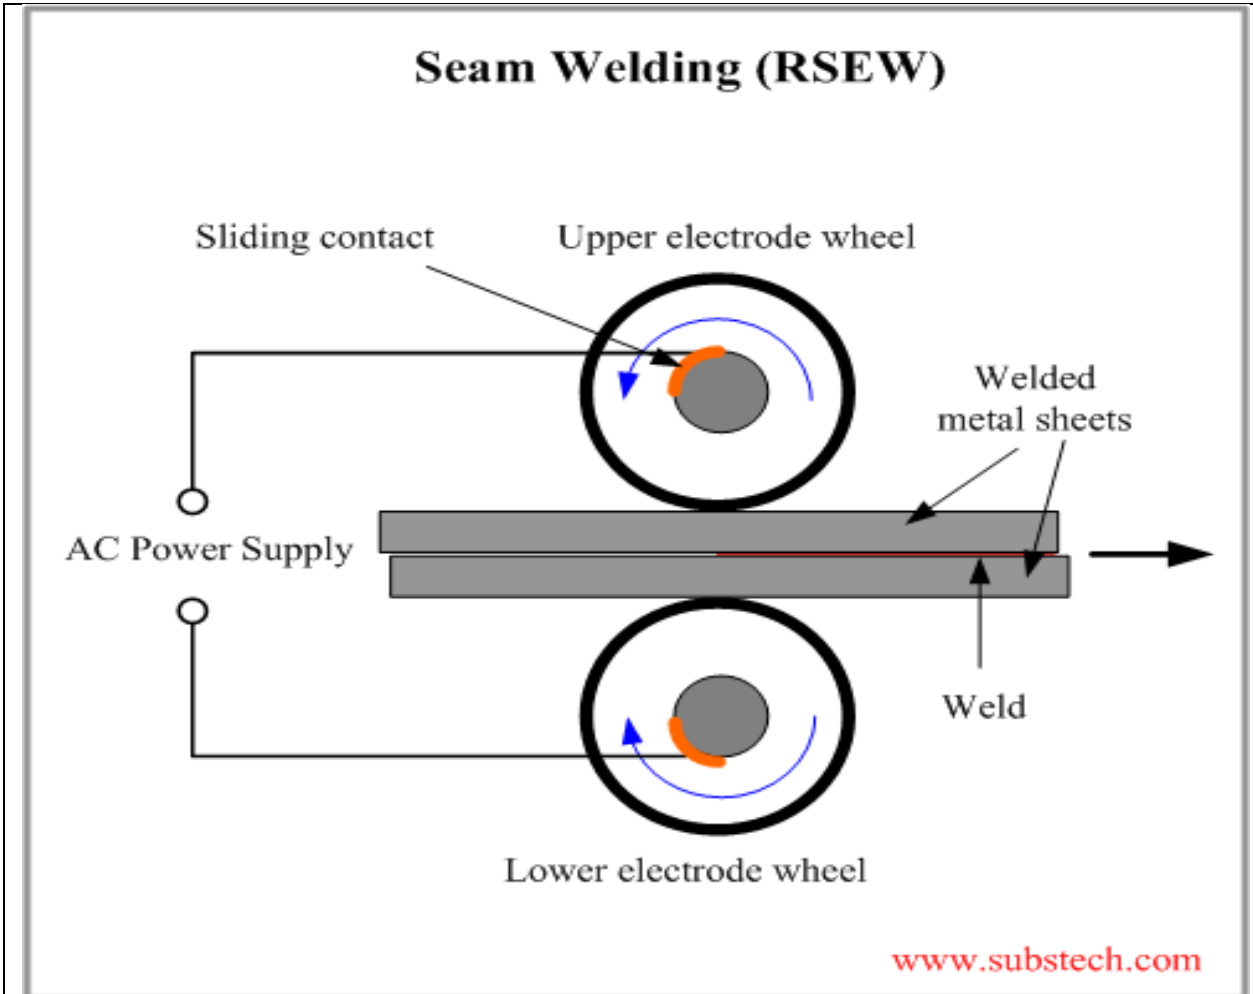 Seam Welding (RSEW)
Sliding contact
Upper electrode wheel
Welded
metal sheets
AC Power Supply
Weld
Lower electrode wheel
www.substech.com